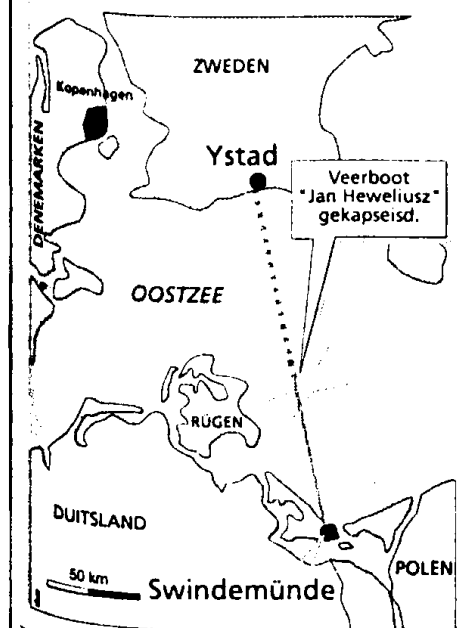 ZWEDEN
Kopenhagen
DENEMARKEN
Ystad
Veerboot
"Jan Heweliusz"
gekapseisd.
OOSTZEE
RÜGEN
DUITSLAND
POLEN
50 km
Swindemünde